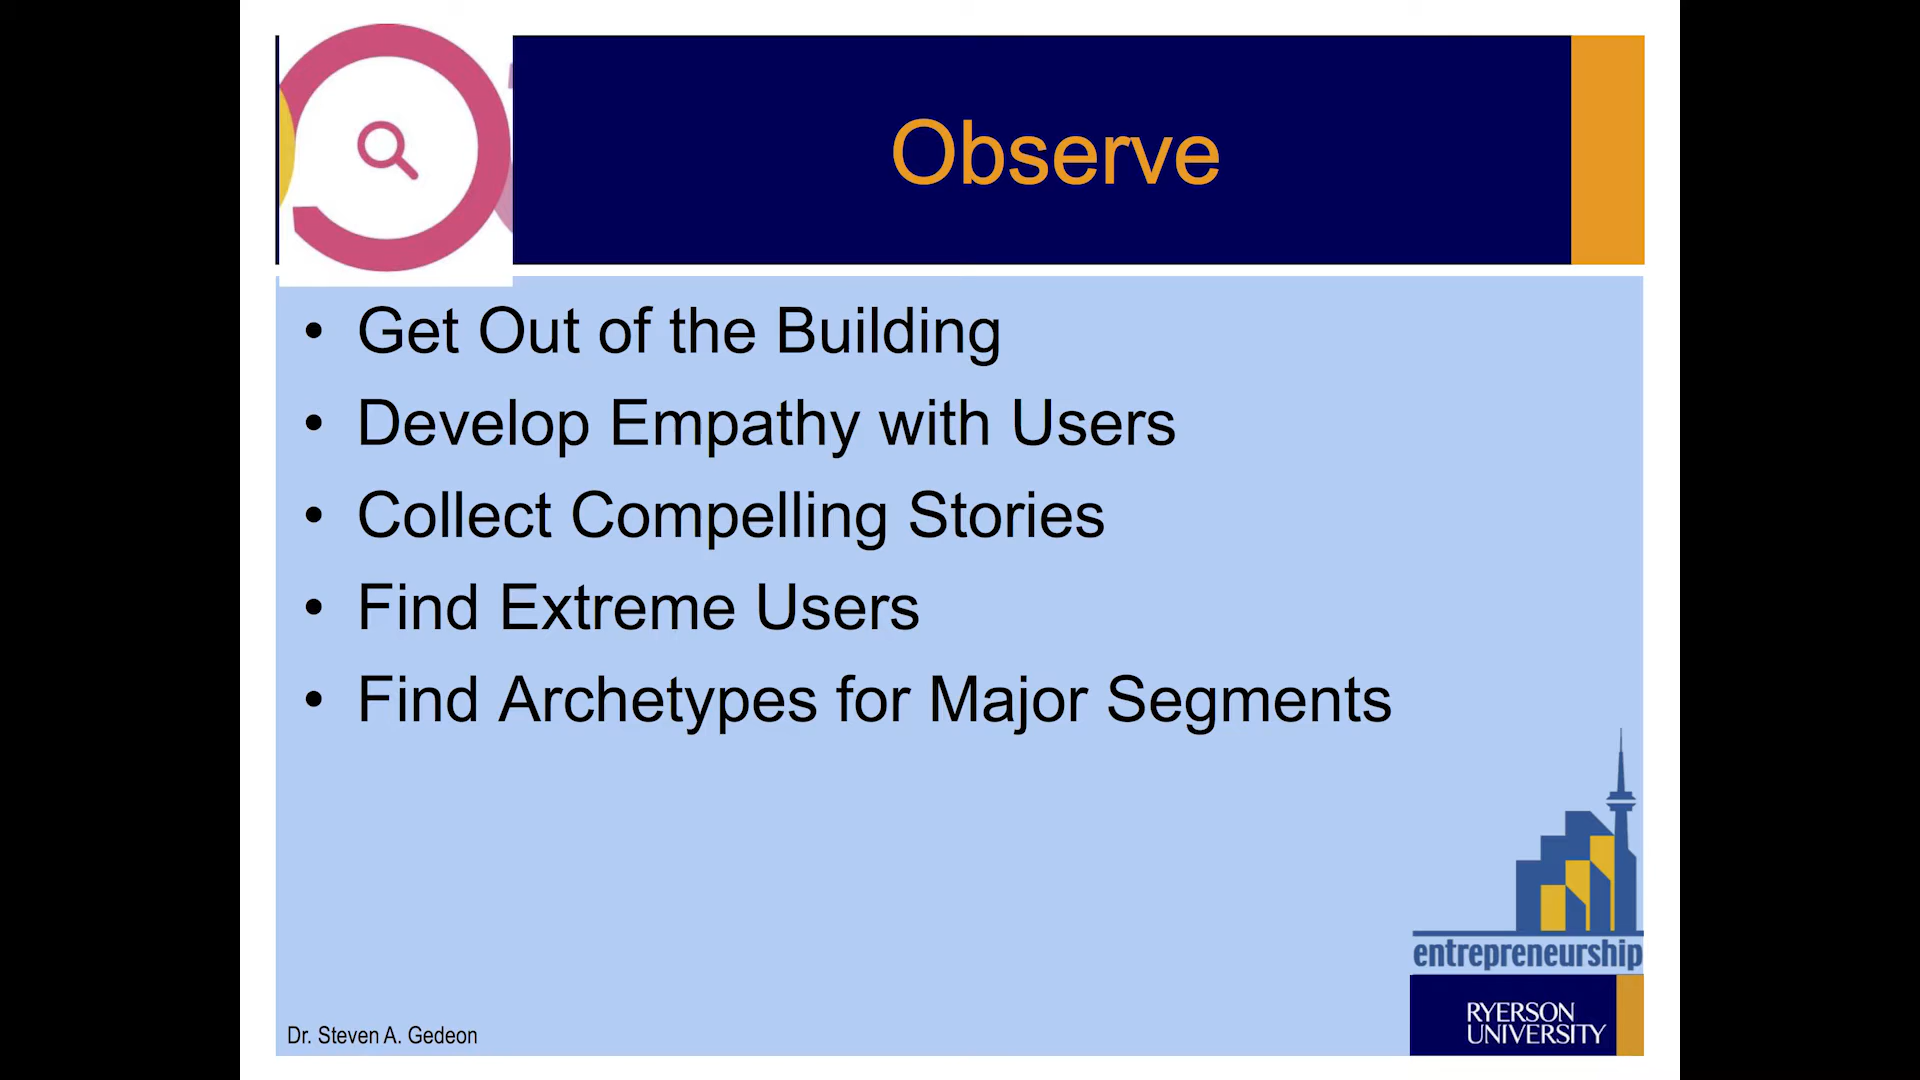 Observe
• Get Out of the Building
• Develop Empathy with Users
• Collect Compelling Stories
• Find Extreme Users
• Find Archetypes for Major Segments
entrepreneurship
RYERSON
UNIVERSITY
Dr. Steven A. Gedeon